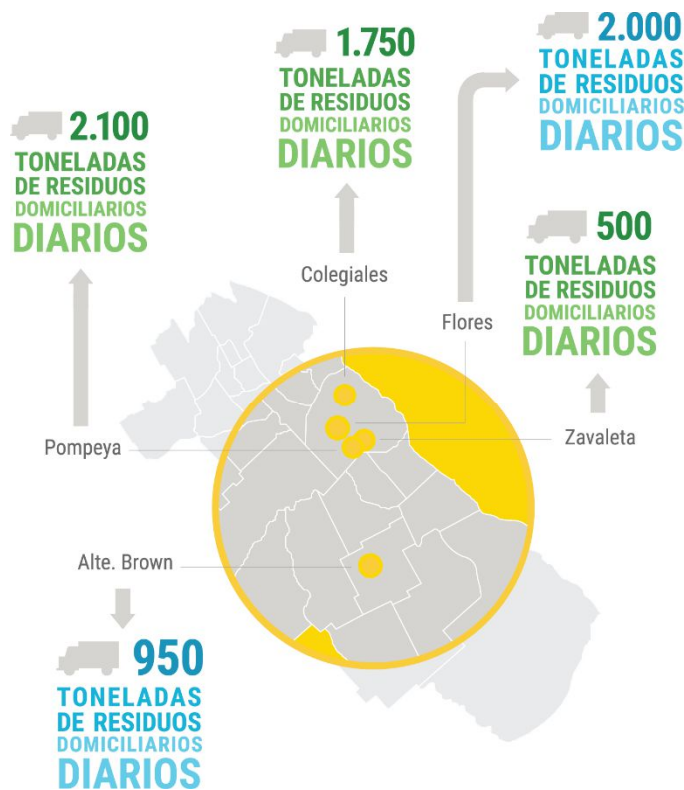 2.000
TONELADAS
DE RESIDUOS
DOMICILIARIOS
DIARIOS
1.750
TONELADAS
DE RESIDUOS
DOMICILIARIOS
DIARIOS
2.100
TONELADAS
DE RESIDUOS
DOMICILIARIOS
DIARIOS
500
TONELADAS
DE RESIDUOS
DOMICILIARIOS
DIARIOS
Colegiales
Flores
Pompeya
Zavaleta
Alte. Brown
950
TONELADAS
DE RESIDUOS
DOMICILIARIOS
DIARIOS